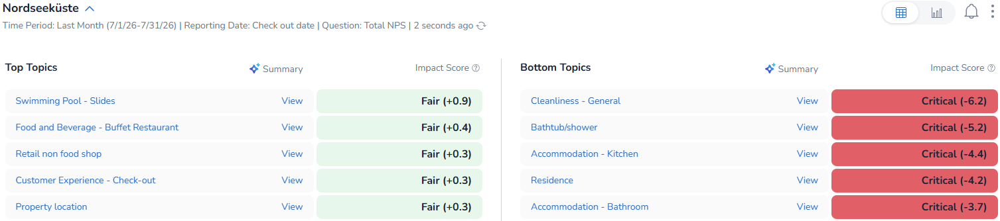 Nordseeküste
Time Period: Last Month (7/1/26-7/31/26) | Reporting Date: Check out date | Question: Total NPS | 2 seconds ago
Top Topics Summary Impact Score ?
Swimming Pool - Slides View Fair (+0.9)
Food and Beverage - Buffet Restaurant View Fair (+0.4)
Retail non food shop View Fair (+0.3)
Customer Experience - Check-out View Fair (+0.3)
Property location View Fair (+0.3)
Bottom Topics Summary Impact Score ?
Cleanliness - General View Critical (-6.2)
Bathtub/shower View Critical (-5.2)
Accommodation - Kitchen View Critical (-4.4)
Residence View Critical (-4.2)
Accommodation - Bathroom View Critical (-3.7)